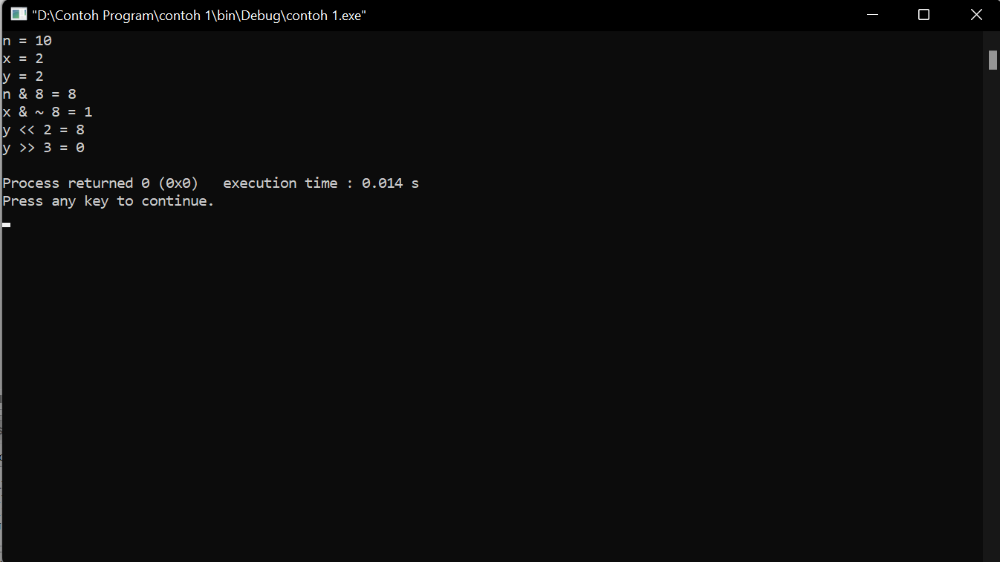 "D:\Contoh Program\contoh 1\bin\Debug\contoh 1.exe"
n = 10
x = 2
y = 2
n & 8 = 8
x & ~ 8 = 1
y << 2 = 8
y >> 3 = 0
Process returned 0 (0x0)   execution time : 0.014 s
Press any key to continue.